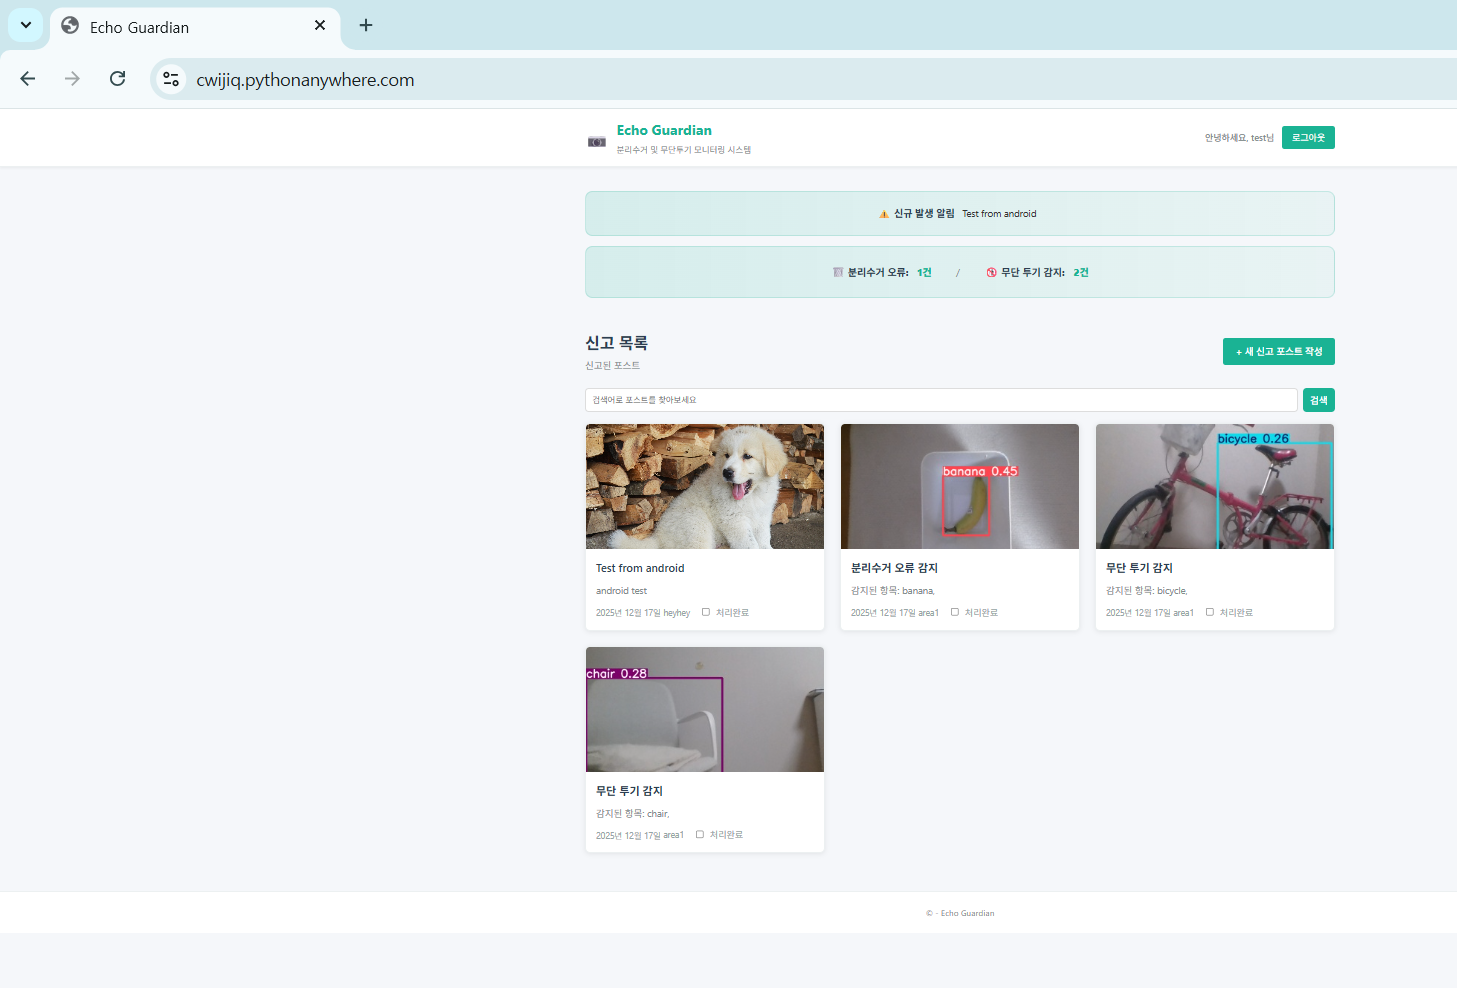 Echo Guardian
cwijiq.pythonanywhere.com
Echo Guardian
분리수거 및 무단투기 모니터링 시스템
안녕하세요, test님
로그아웃
신규 발생 알림 Test from android
분리수거 오류: 1건 / 무단 투기 감지: 2건
신고 목록
신고된 포스트
+ 새 신고 포스트 작성
검색어로 포스트를 찾아보세요
검색
Test from android
android test
2025년 12월 17일 heyhey 처리완료
banana 0.45
분리수거 오류 감지
감지된 항목: banana,
2025년 12월 17일 area1 처리완료
bicycle 0.26
무단 투기 감지
감지된 항목: bicycle,
2025년 12월 17일 area1 처리완료
chair 0.28
무단 투기 감지
감지된 항목: chair,
2025년 12월 17일 area1 처리완료
© · Echo Guardian